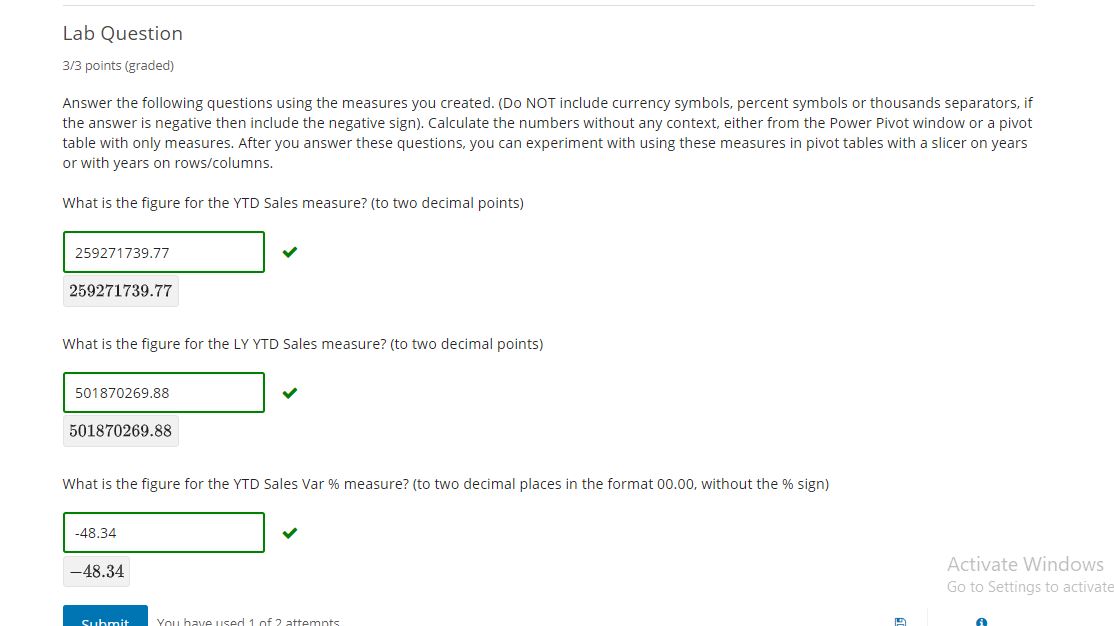 Lab Question
3/3 points (graded)
Answer the following questions using the measures you created. (Do NOT include currency symbols, percent symbols or thousands separators, if
the answer is negative then include the negative sign). Calculate the numbers without any context, either from the Power Pivot window or a pivot
table with only measures. After you answer these questions, you can experiment with using these measures in pivot tables with a slicer on years
or with years on rows/columns.
What is the figure for the YTD Sales measure? (to two decimal points)
259271739.77
259271739.77
What is the figure for the LY YTD Sales measure? (to two decimal points)
501870269.88
501870269.88
What is the figure for the YTD Sales Var % measure? (to two decimal places in the format 00.00, without the % sign)
-48.34
−48.34
Activate Windows
Go to Settings to activate
Submit You have used 1 of 2 attempts